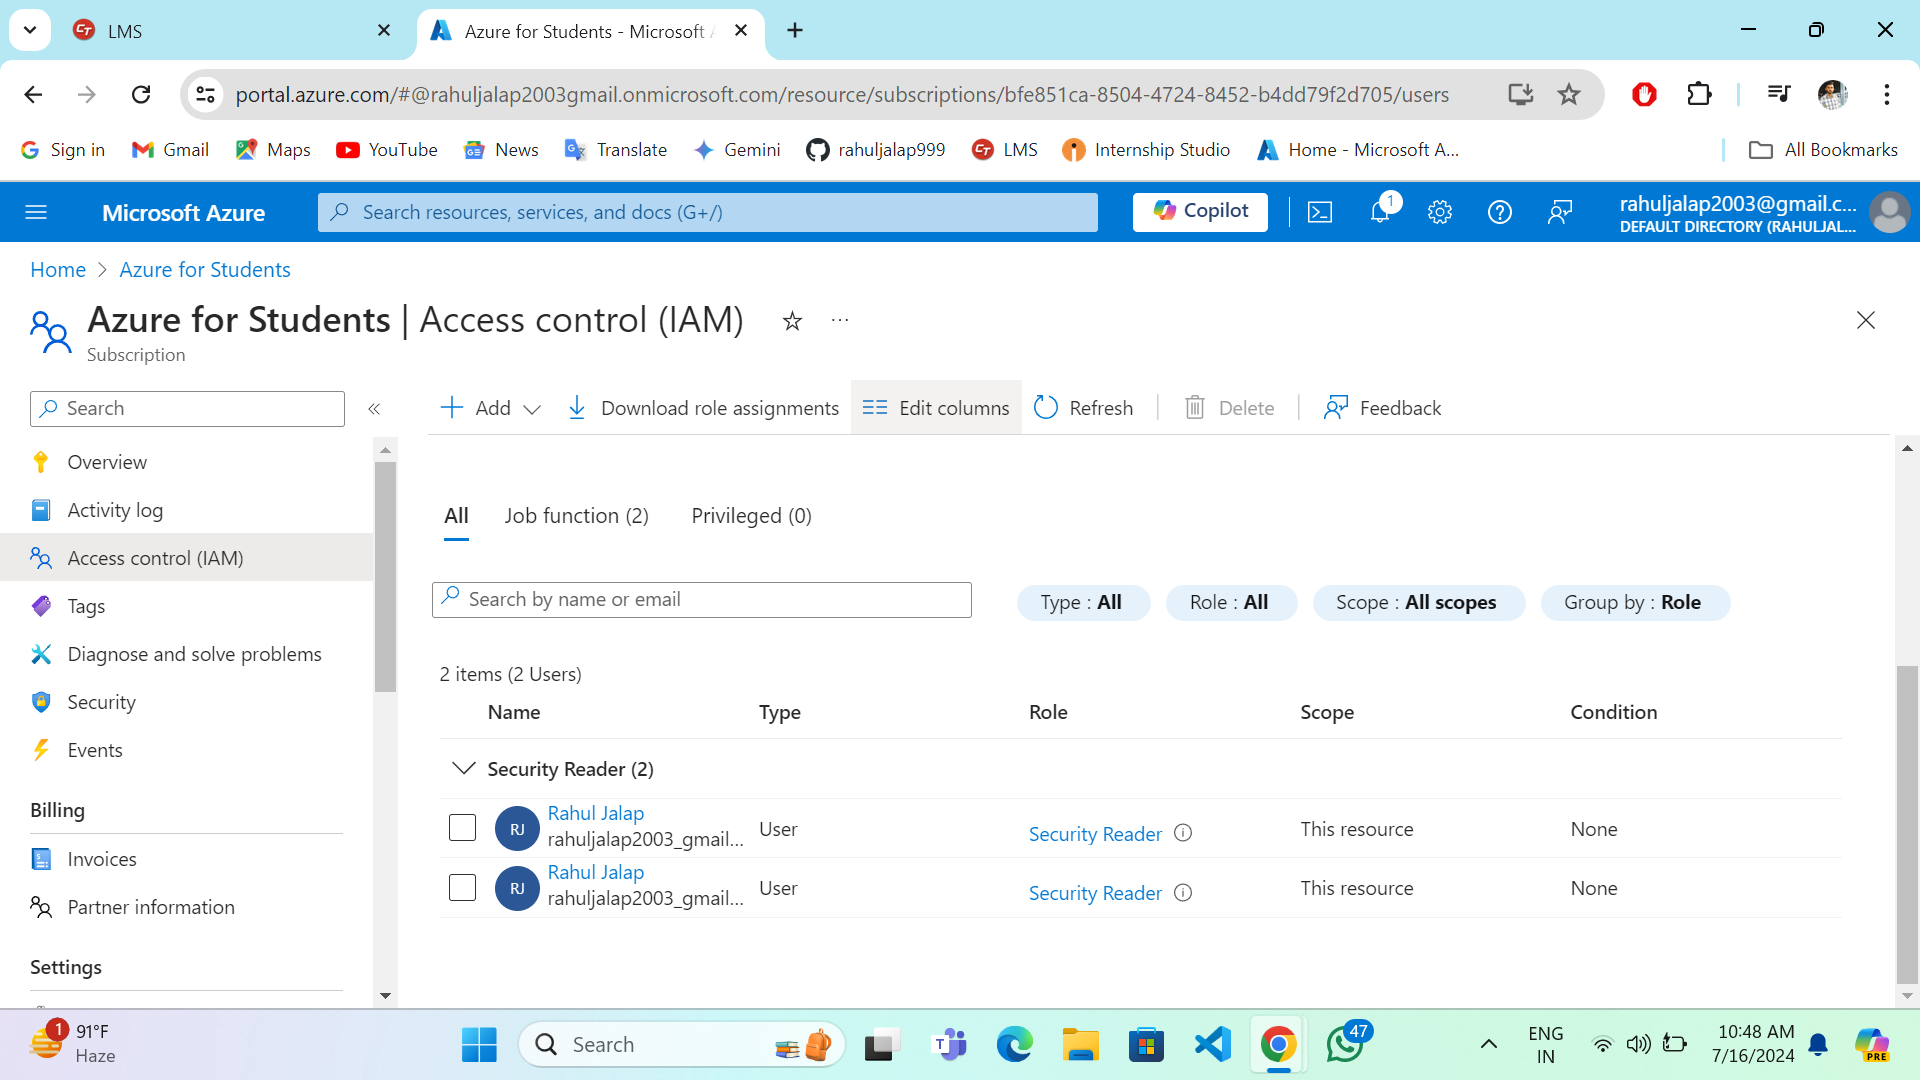 LMS
Azure for Students - Microsoft A
portal.azure.com/#@rahuljalap2003gmail.onmicrosoft.com/resource/subscriptions/bfe851ca-8504-4724-8452-b4dd79f2d705/users
Sign in
Gmail
Maps
YouTube
News
Translate
Gemini
rahuljalap999
LMS
Internship Studio
Home - Microsoft A...
All Bookmarks
Microsoft Azure
Search resources, services, and docs (G+/)
Copilot
1
rahuljalap2003@gmail.c...
DEFAULT DIRECTORY (RAHULJAL...
Home > Azure for Students
Azure for Students | Access control (IAM)
...
Subscription
Search
Add
Download role assignments
Edit columns
Refresh
Delete
Feedback
Overview
Activity log
Access control (IAM)
Tags
Diagnose and solve problems
Security
Events
Billing
Invoices
Partner information
Settings
All
Job function (2)
Privileged (0)
Search by name or email
Type : All
Role : All
Scope : All scopes
Group by : Role
2 items (2 Users)
Name Type Role Scope Condition
Security Reader (2)
RJ
Rahul Jalap
rahuljalap2003_gmail...
User
Security Reader
This resource
None
RJ
Rahul Jalap
rahuljalap2003_gmail...
User
Security Reader
This resource
None
1
91°F
Haze
Search
47
ENG
IN
10:48 AM
7/16/2024
PRE